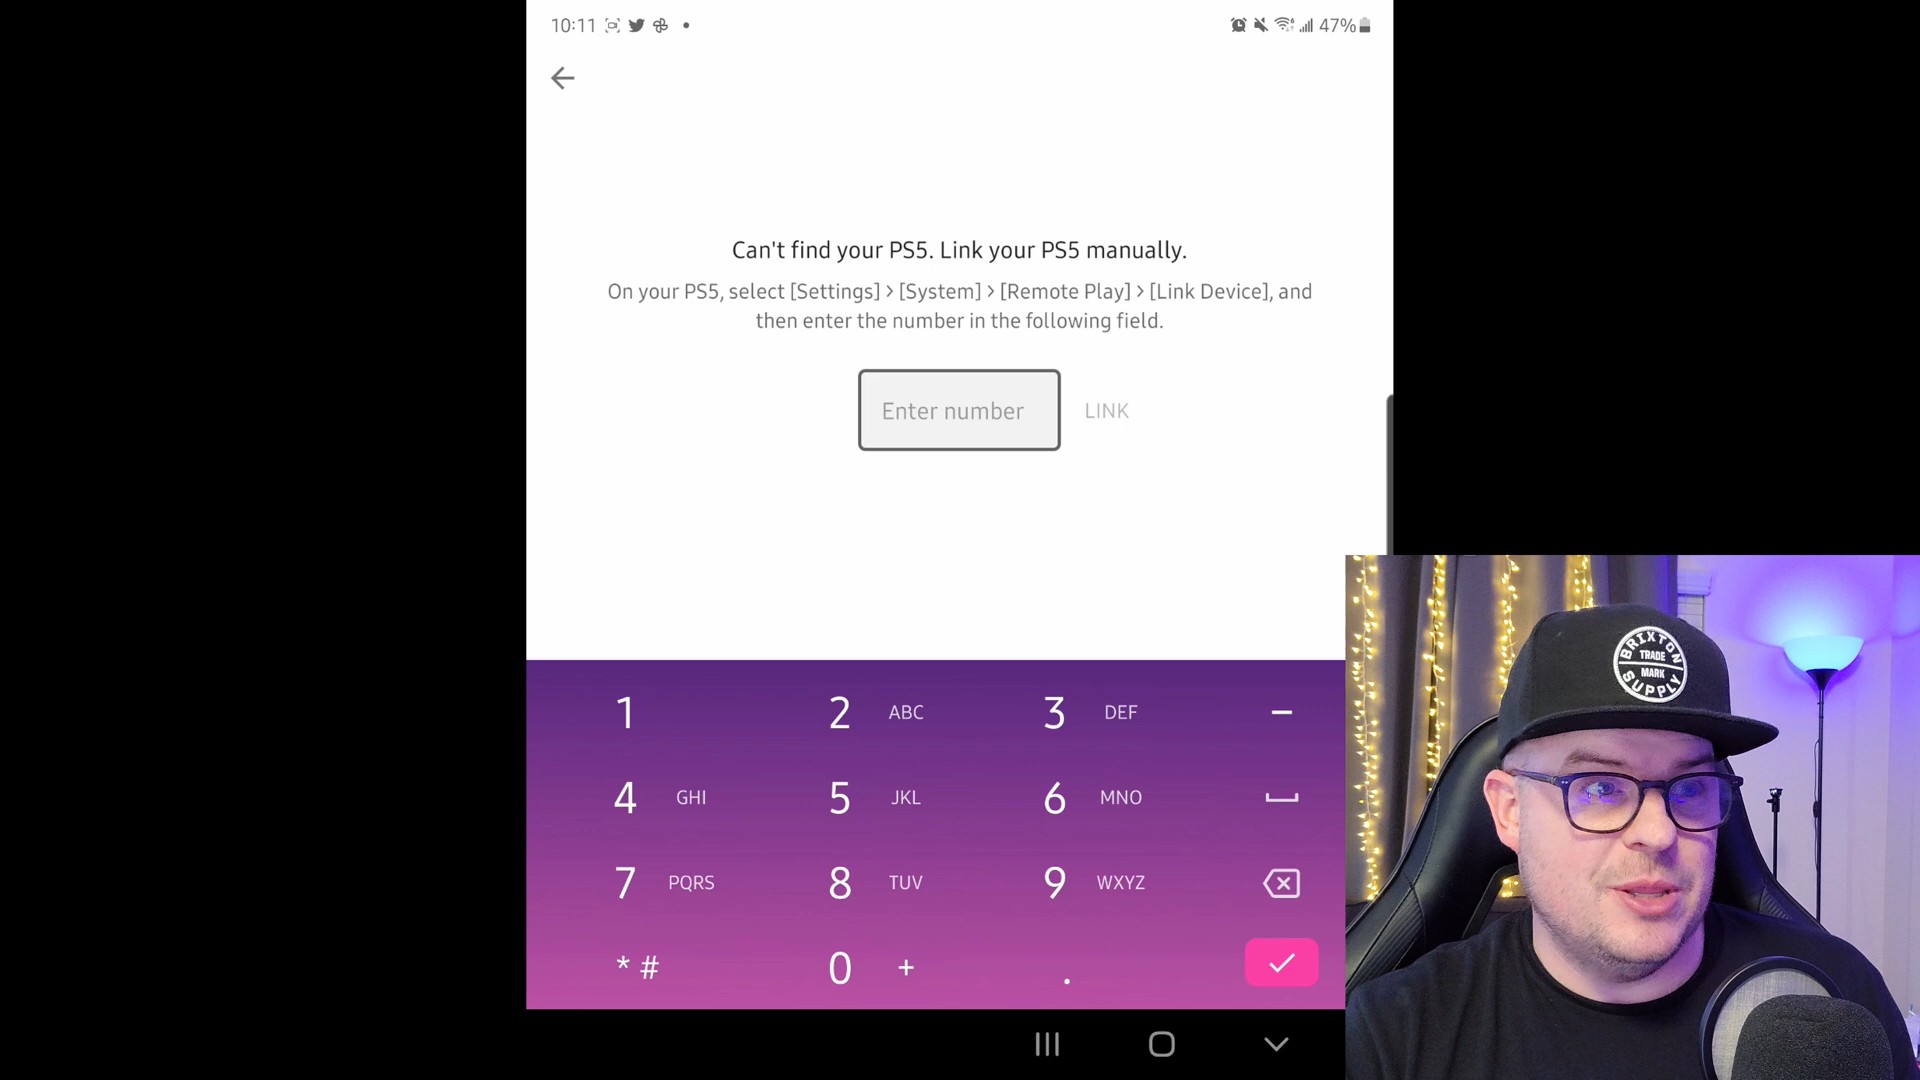 10:11 47%
Can't find your PS5. Link your PS5 manually.
On your PS5, select [Settings] > [System] > [Remote Play] > [Link Device], and
then enter the number in the following field.
Enter number LINK
1 2 ABC 3 DEF -
4 GHI 5 JKL 6 MNO
7 PQRS 8 TUV 9 WXYZ
* # 0 + .
BRIXTON
TRADE
MARK
SUPPLY